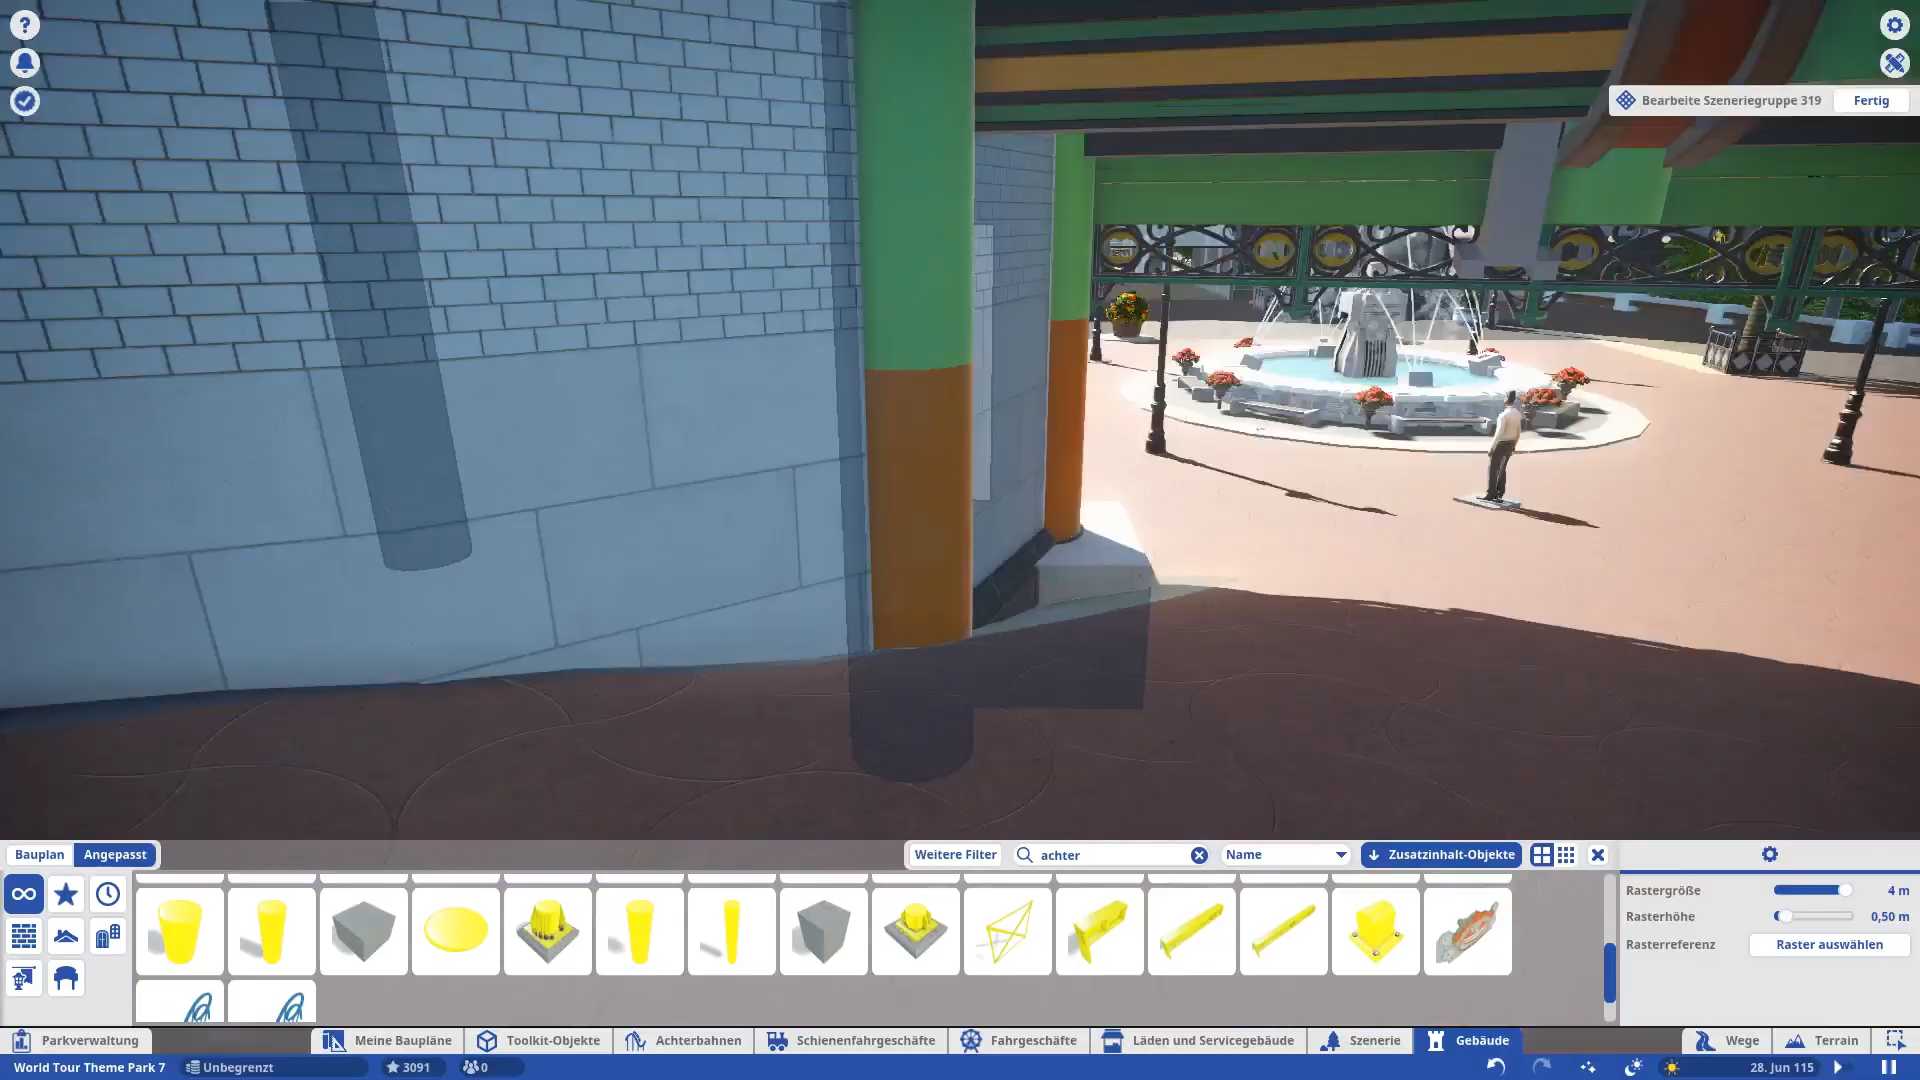 ?
Bearbeite Szeneriegruppe 319
Fertig
Bauplan
Angepasst
Weitere Filter
achter
Name
Zusatzinhalt-Objekte
Rastergröße
4 m
Rasterhöhe
0,50 m
Rasterreferenz
Raster auswählen
Parkverwaltung
Meine Baupläne
Toolkit-Objekte
Achterbahnen
Schienenfahrgeschäfte
Fahrgeschäfte
Läden und Servicegebäude
Szenerie
Gebäude
Wege
Terrain
World Tour Theme Park 7
Unbegrenzt
3091
0
28. Jun 115